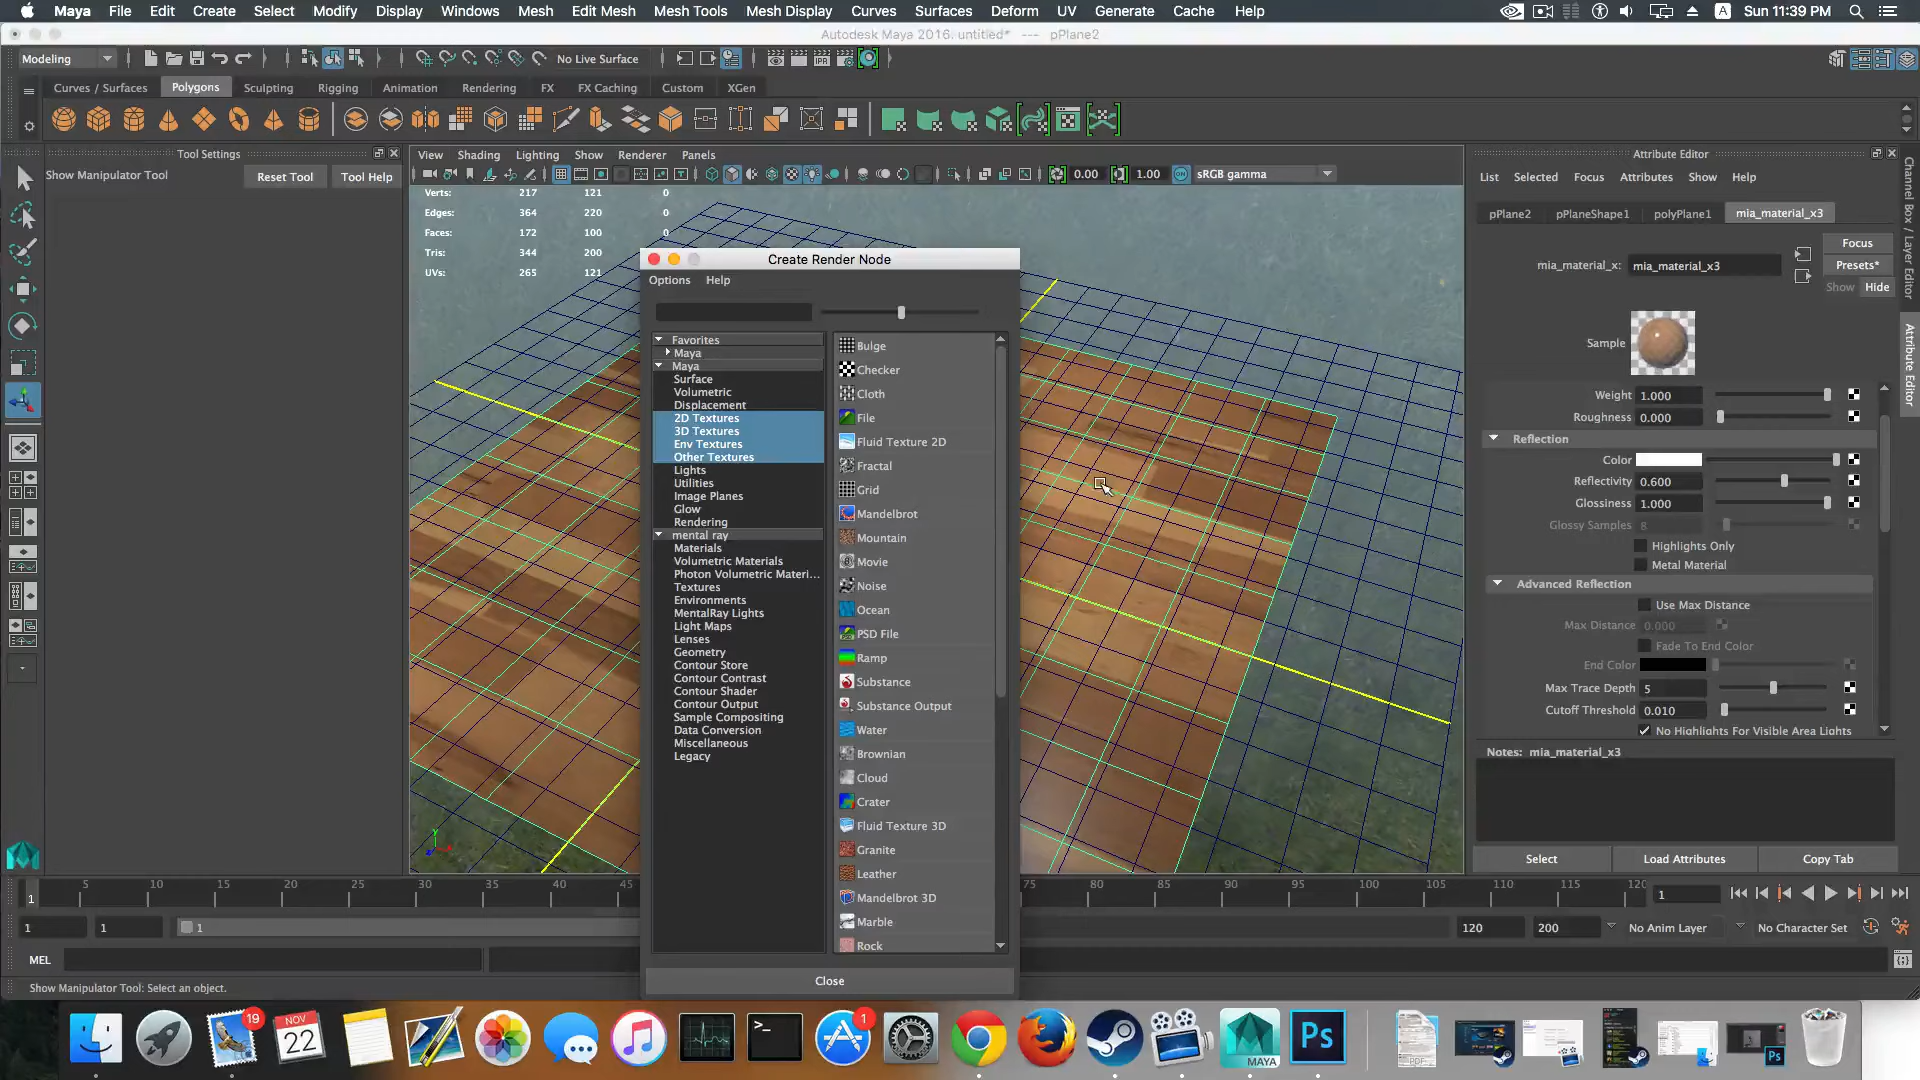 Maya File Edit Create Select Modify Display Windows Mesh Edit Mesh Mesh Tools Mesh Display Curves Surfaces Deform UV Generate Cache Help Sun 11:39 PM
Autodesk Maya 2016: untitled* --- pPlane2
Modeling No Live Surface
Curves / Surfaces Polygons Sculpting Rigging Animation Rendering FX FX Caching Custom XGen
Tool Settings
Show Manipulator Tool Reset Tool Tool Help
View Shading Lighting Show Renderer Panels
0.00 1.00 sRGB gamma
Verts: 217 121 0
Edges: 364 220 0
Faces: 172 100 0
Tris: 344 200 0
UVs: 265 121 0
Create Render Node
Options Help
Favorites
Maya
Maya
Surface
Volumetric
Displacement
2D Textures
3D Textures
Env Textures
Other Textures
Lights
Utilities
Image Planes
Glow
Rendering
mental ray
Materials
Volumetric Materials
Photon Volumetric Materi...
Textures
Environments
MentalRay Lights
Light Maps
Lenses
Geometry
Contour Store
Contour Contrast
Contour Shader
Contour Output
Sample Compositing
Data Conversion
Miscellaneous
Legacy
Bulge
Checker
Cloth
File
Fluid Texture 2D
Fractal
Grid
Mandelbrot
Mountain
Movie
Noise
Ocean
PSD File
Ramp
Substance
Substance Output
Water
Brownian
Cloud
Crater
Fluid Texture 3D
Granite
Leather
Mandelbrot 3D
Marble
Rock
Close
Attribute Editor
List Selected Focus Attributes Show Help
pPlane2 pPlaneShape1 polyPlane1 mia_material_x3
Focus
mia_material_x: mia_material_x3 Presets*
Show Hide
Sample
Weight 1.000
Roughness 0.000
Reflection
Color
Reflectivity 0.600
Glossiness 1.000
Glossy Samples 8
Highlights Only
Metal Material
Advanced Reflection
Use Max Distance
Max Distance 0.000
Fade To End Color
End Color
Max Trace Depth 5
Cutoff Threshold 0.010
No Highlights For Visible Area Lights
Notes: mia_material_x3
Select Load Attributes Copy Tab
Channel Box / Layer Editor
Attribute Editor
1 5 10 15 20 25 30 35 40 45 75 80 85 90 95 100 105 110 115 120 1
1 1 1 120 200 No Anim Layer No Character Set
MEL
Show Manipulator Tool: Select an object.
19 NOV 22 1 MAYA Ps PDF Ps